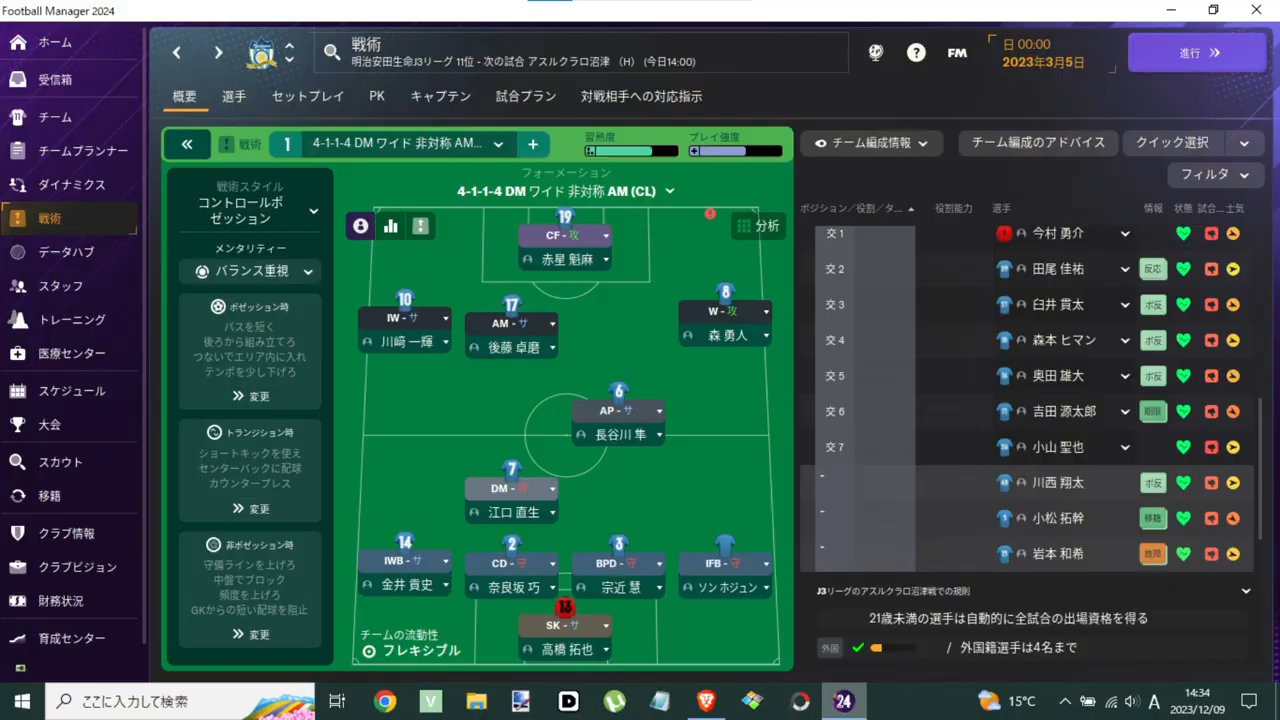 Football Manager 2024
ホーム
受信箱
チーム
チームプランナー
ダイナミクス
戦術
データハブ
スタッフ
トレーニング
医療センター
スケジュール
大会
スカウト
移籍
クラブ情報
クラブビジョン
財務状況
育成センター
戦術
明治安田生命J3リーグ 11位 - 次の試合 アスルクラロ沼津 (H) (今日14:00)
FM
日 00:00
2023年3月5日
進行
概要 選手 セットプレイ PK キャプテン 試合プラン 対戦相手への対応指示
戦術 1 4-1-1-4 DM ワイド 非対称 AM...
習熟度
プレイ強度
チーム編成情報
チーム編成のアドバイス
クイック選択
フィルタ
戦術スタイル
コントロールポ
ゼッション
メンタリティー
バランス重視
ポゼッション時
パスを短く
後ろから組み立てろ
つないでエリア内に入れ
テンポを少し下げろ
変更
トランジション時
ショートキックを使え
センターバックに配球
カウンタープレス
変更
非ポゼッション時
守備ラインを上げろ
中盤でブロック
頻度を上げろ
GKからの短い配球を阻止
変更
フォーメーション
4-1-1-4 DM ワイド 非対称 AM (CL)
分析
19
CF - 攻
赤星 魁麻
10
IW - サ
川﨑 一輝
17
AM - サ
後藤 卓磨
8
W - 攻
森 勇人
6
AP - サ
長谷川 隼
7
DM - 守
江口 直生
14
IWB - サ
金井 貢史
2
CD - 守
奈良坂 巧
3
BPD - 守
宗近 慧
IFB - 守
ソン ホジュン
13
SK - サ
高橋 拓也
チームの流動性
フレキシブル
ポジション/役割/タ... 役割能力 選手 情報 状態 試合... 士気
交1 今村 勇介
交2 田尾 佳祐 反応
交3 臼井 貫太 ポ反
交4 森本 ヒマン ポ反
交5 奥田 雄大 ポ反
交6 吉田 源太郎 期限
交7 小山 聖也
- 川西 翔太 ポ反
- 小松 拓幹 移籍
- 岩本 和希 故障
J3リーグのアスルクラロ沼津戦での規則
21歳未満の選手は自動的に全試合の出場資格を得る
外国 / 外国籍選手は4名まで
ここに入力して検索
15°C
A
14:34
2023/12/09